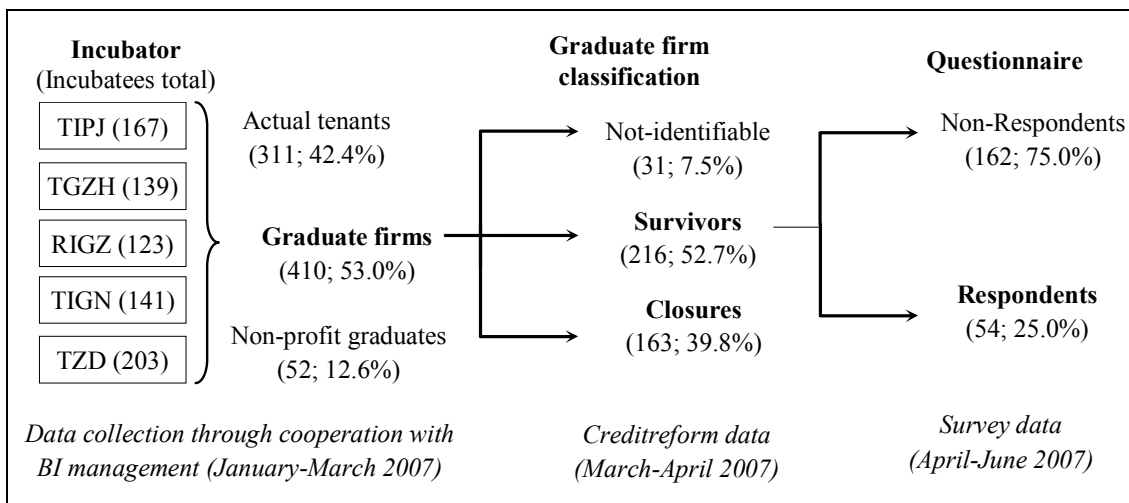 Incubator
(Incubatees total)
TIPJ (167)
TGZH (139)
RIGZ (123)
TIGN (141)
TZD (203)
Actual tenants
(311; 42.4%)
Graduate firms
(410; 53.0%)
Non-profit graduates
(52; 12.6%)
Data collection through cooperation with
BI management (January-March 2007)
Graduate firm
classification
Not-identifiable
(31; 7.5%)
Survivors
(216; 52.7%)
Closures
(163; 39.8%)
Creditreform data
(March-April 2007)
Questionnaire
Non-Respondents
(162; 75.0%)
Respondents
(54; 25.0%)
Survey data
(April-June 2007)